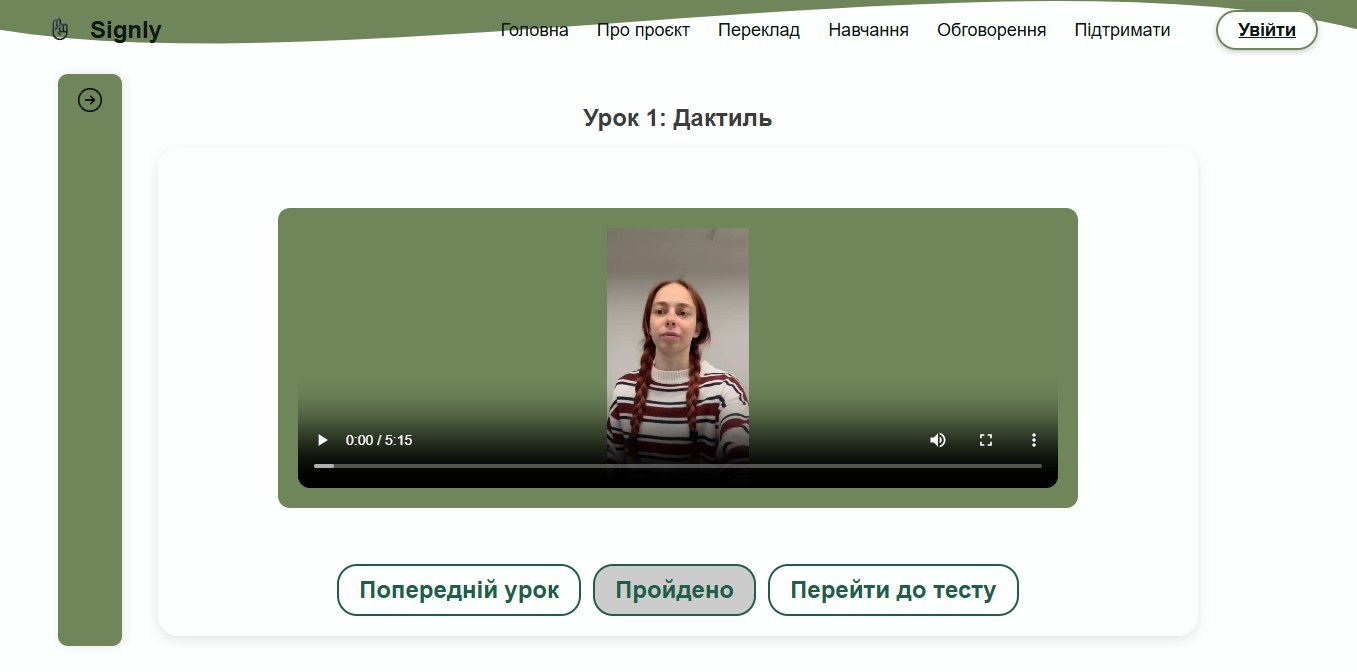 Signly
Головна Про проєкт Переклад Навчання Обговорення Підтримати Увійти
Урок 1: Дактиль
0:00 / 5:15
Попередній урок Пройдено Перейти до тесту